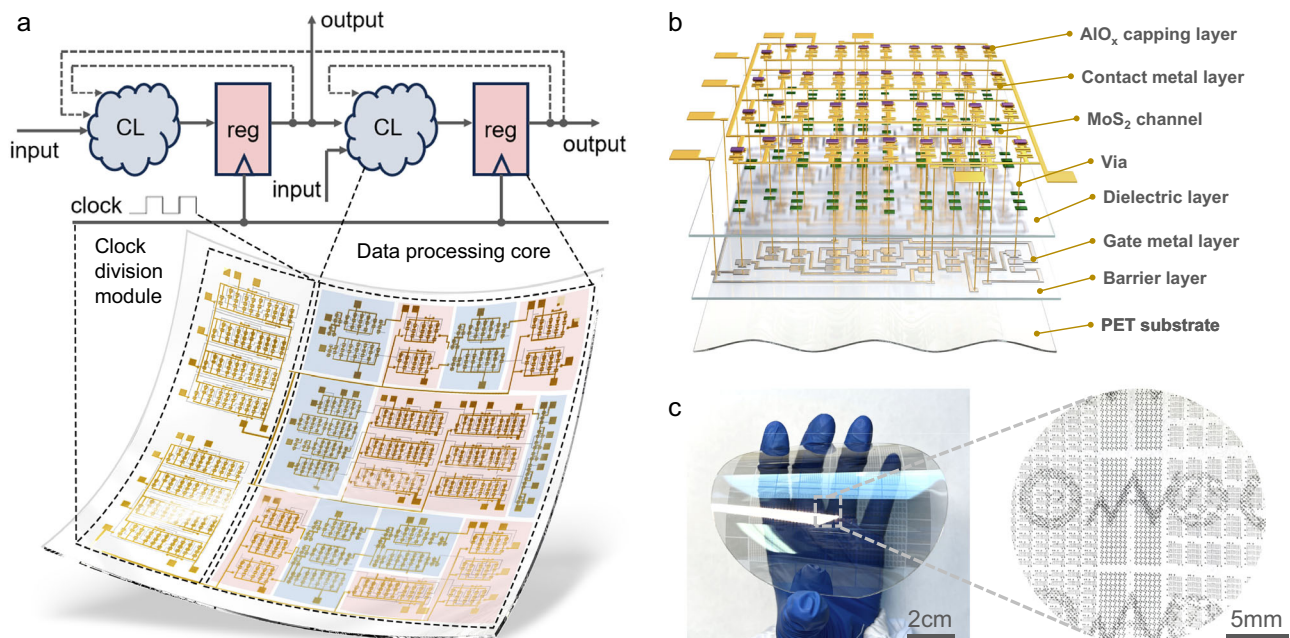 a
output
CL
reg
CL
reg
input
output
input
clock
Clock
division
module
Data processing core
b
AlOₓ capping layer
Contact metal layer
MoS₂ channel
Via
Dielectric layer
Gate metal layer
Barrier layer
PET substrate
c
2cm
5mm